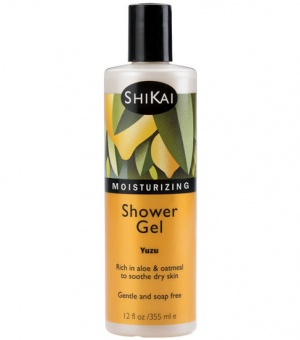 SHIKAI
MOISTURIZING
Shower
Gel
Yuzu
Rich in aloe & oatmeal
to soothe dry skin
Gentle and soap free
12 fl oz/355 ml e